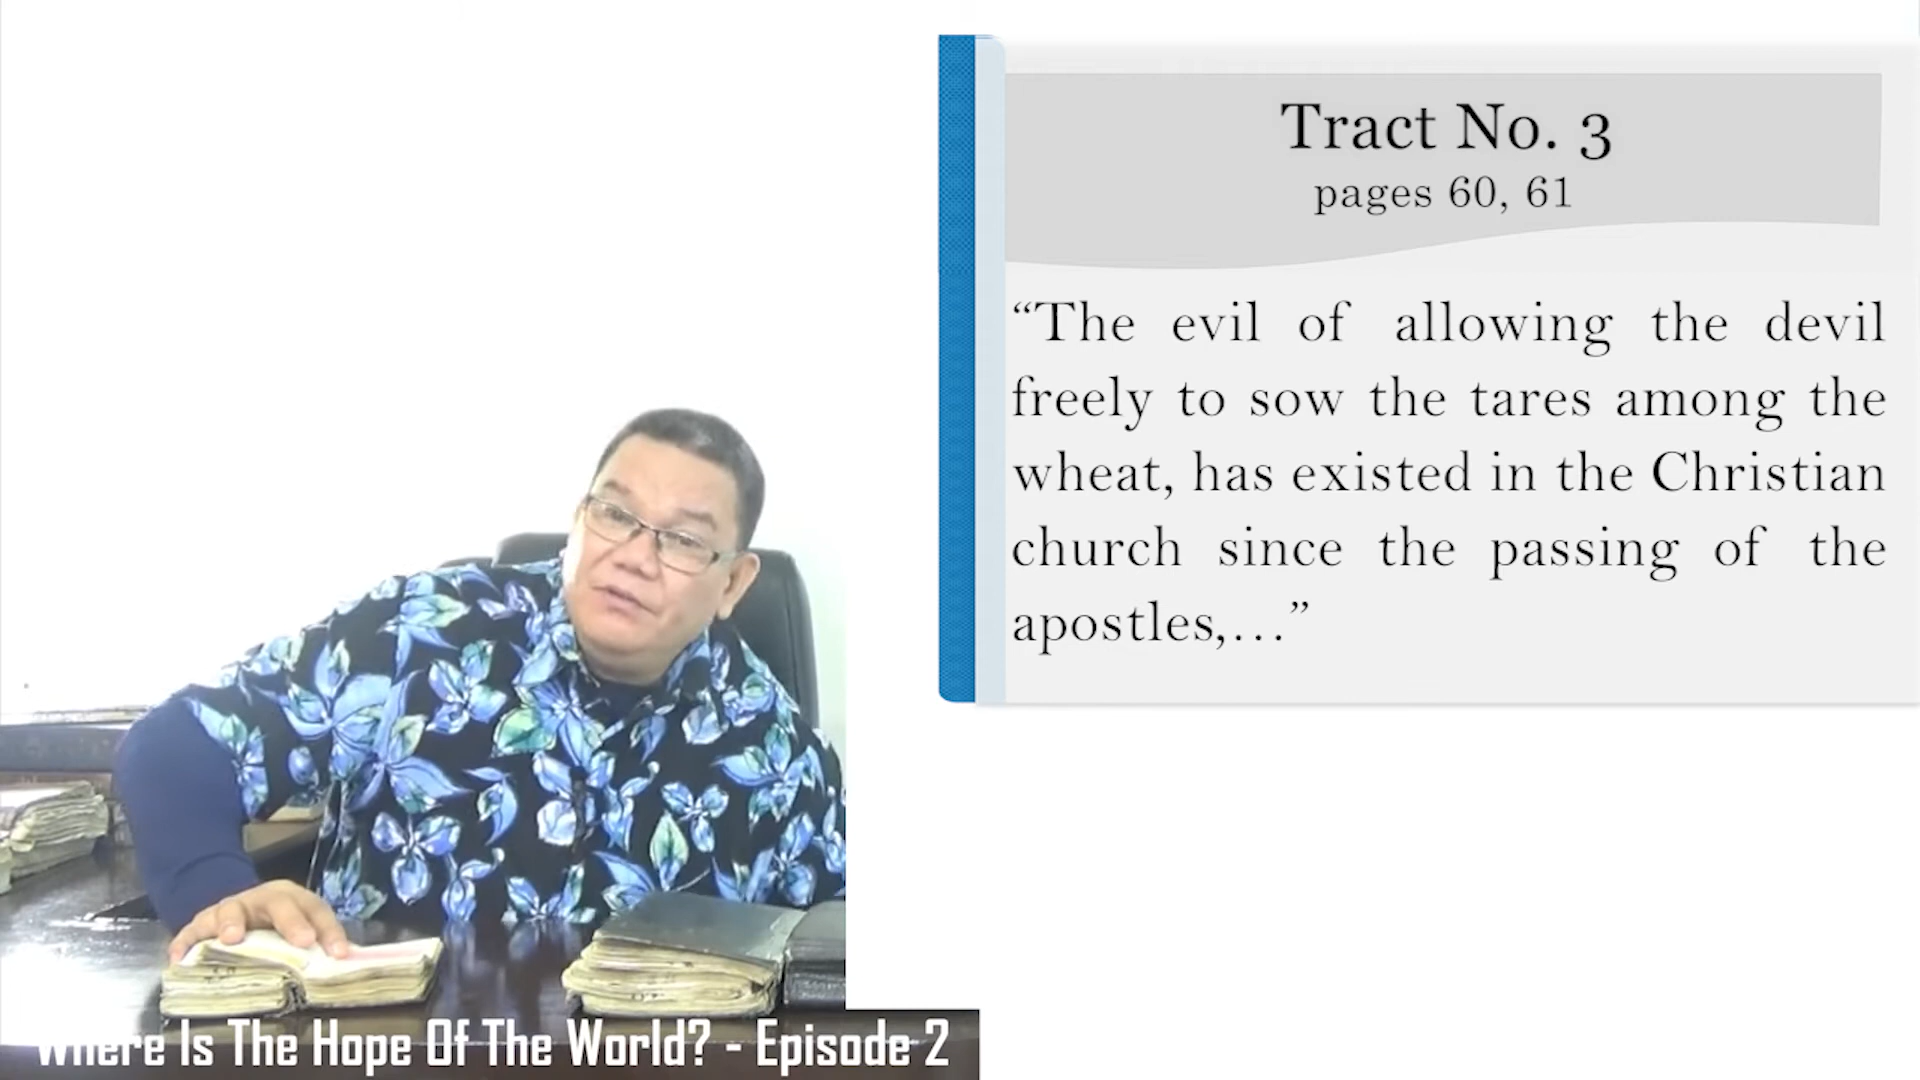 Tract No. 3
pages 60, 61
“The evil of allowing the devil
freely to sow the tares among the
wheat, has existed in the Christian
church since the passing of the
apostles,…”
Where Is The Hope Of The World? - Episode 2